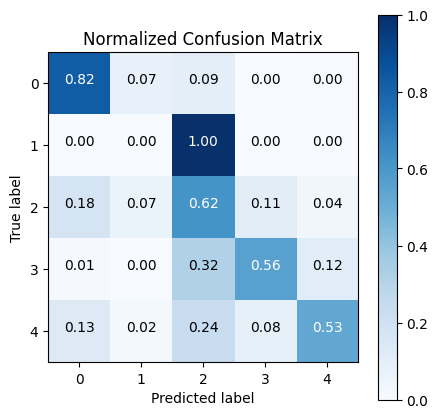 Normalized Confusion Matrix
1.0
0 0.82 0.07 0.09 0.00 0.00
0.8
1 0.00 0.00 1.00 0.00 0.00
0.6
True label
2 0.18 0.07 0.62 0.11 0.04
0.4
3 0.01 0.00 0.32 0.56 0.12
0.2
4 0.13 0.02 0.24 0.08 0.53
0 1 2 3 4
0.0
Predicted label